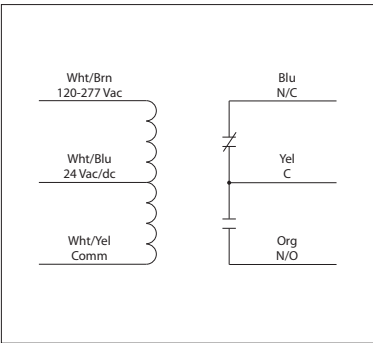 Wht/Brn
120-277 Vac
Wht/Blu
24 Vac/dc
Wht/Yel
Comm
Blu
N/C
Yel
C
Org
N/O